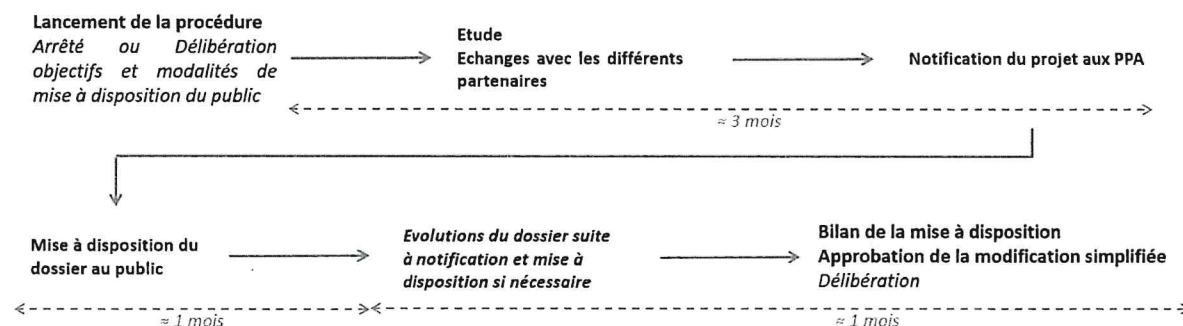 Lancement de la procédure
Arrêté ou Délibération
objectifs et modalités de
mise à disposition du public
Etude
Echanges avec les différents
partenaires
Notification du projet aux PPA
≈ 3 mois
Mise à disposition du
dossier au public
Evolutions du dossier suite
à notification et mise à
disposition si nécessaire
Bilan de la mise à disposition
Approbation de la modification simplifiée
Délibération
≈ 1 mois
≈ 1 mois